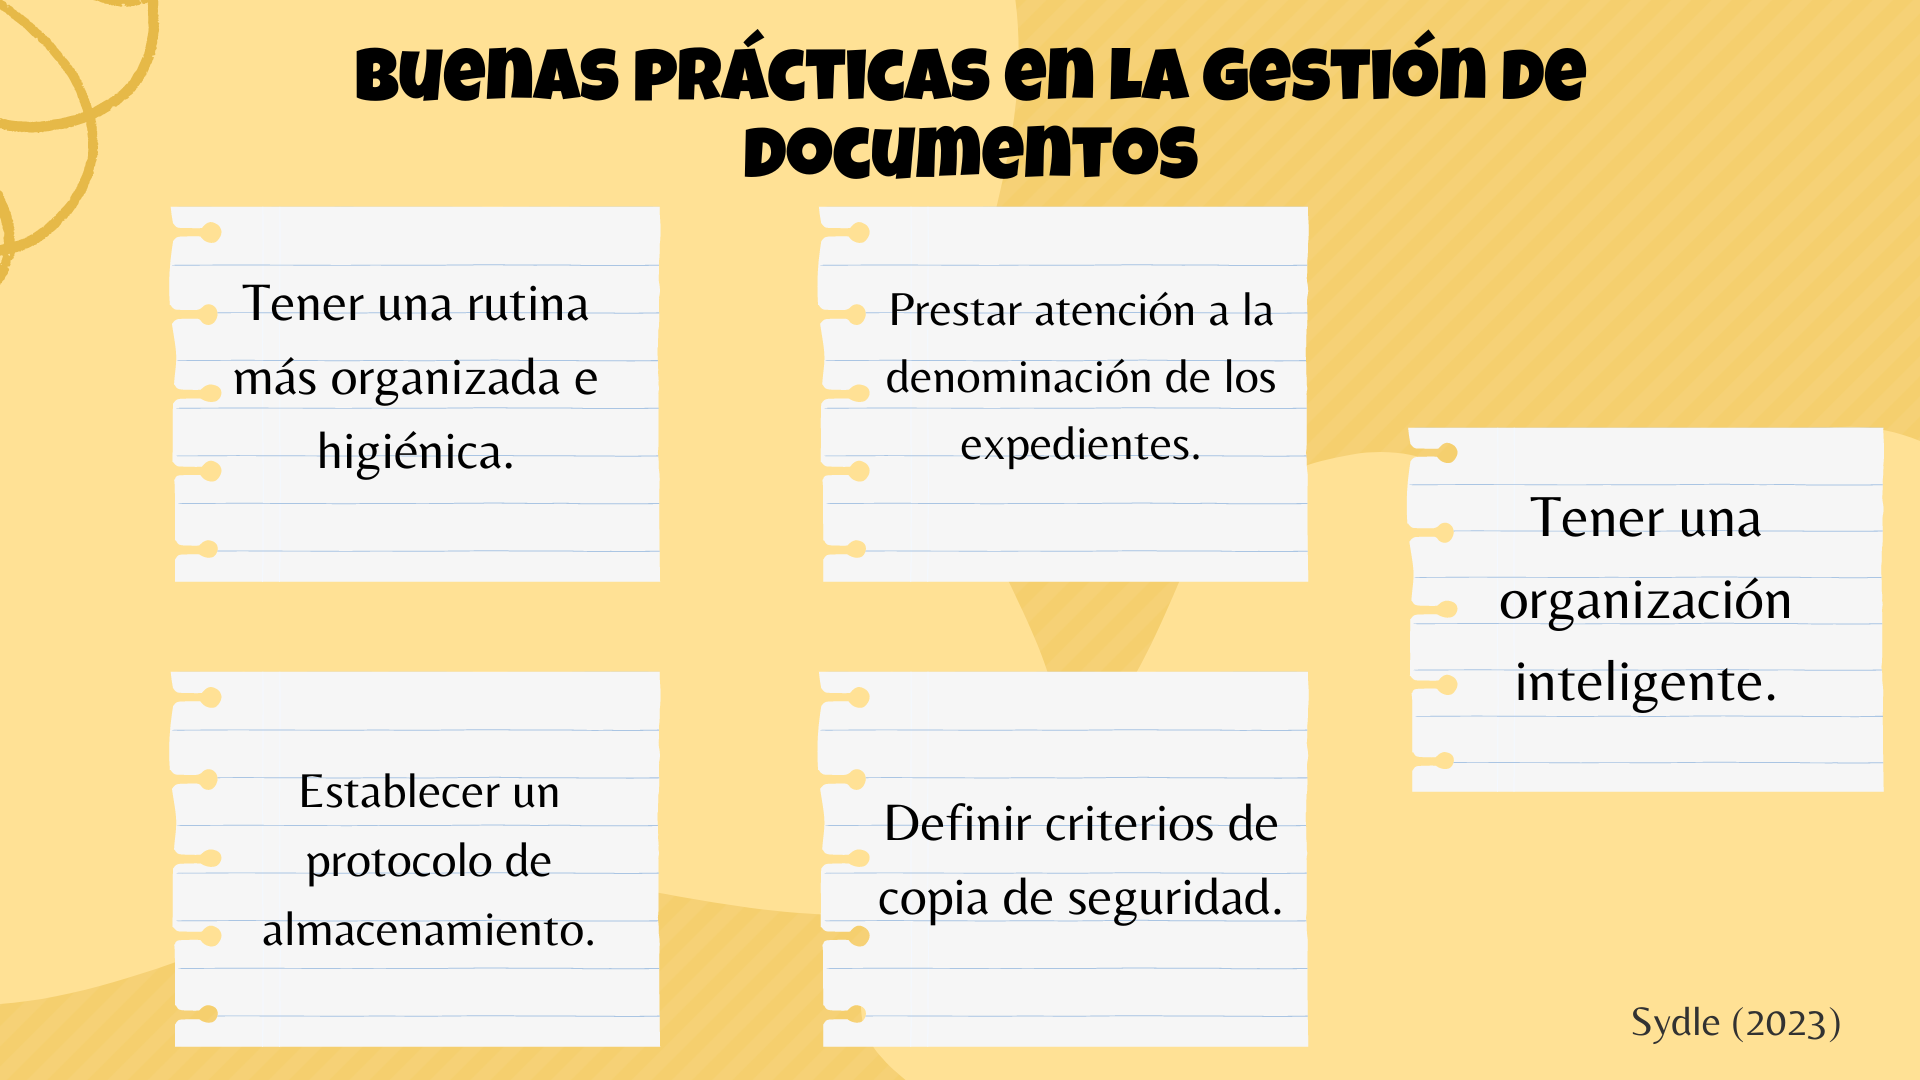 Buenas prácticas en la gestión de
documentos
Tener una rutina
más organizada e
higiénica.
Prestar atención a la
denominación de los
expedientes.
Tener una
organización
inteligente.
Establecer un
protocolo de
almacenamiento.
Definir criterios de
copia de seguridad.
Sydle (2023)